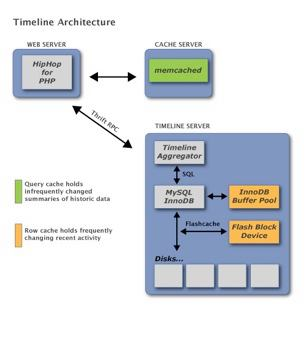 Timeline Architecture
WEB SERVER
CACHE SERVER
HipHop
for
PHP
memcached
Thrift RPC
TIMELINE SERVER
Timeline
Aggregator
SQL
MySQL
InnoDB
InnoDB
Buffer Pool
Flashcache
Flash Block
Device
Disks...
Query cache holds
infrequently changed
summaries of historic data
Row cache holds frequently
changing recent activity